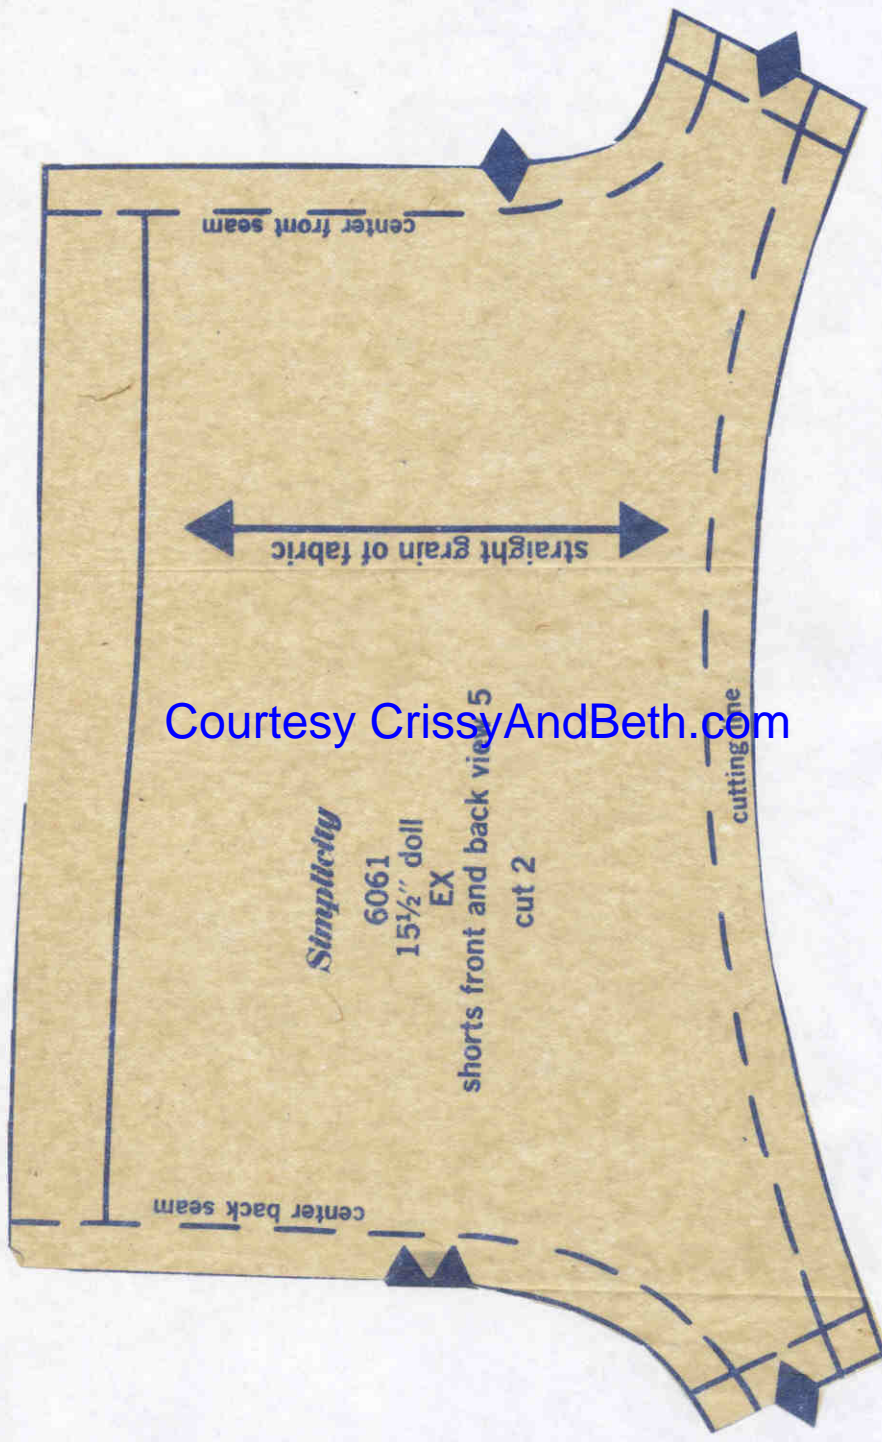 center front seam
straight grain of fabric
Courtesy CrissyAndBeth.com
Simplicity
6061
15½″ doll
EX
shorts front and back view 5
cut 2
cutting line
center back seam